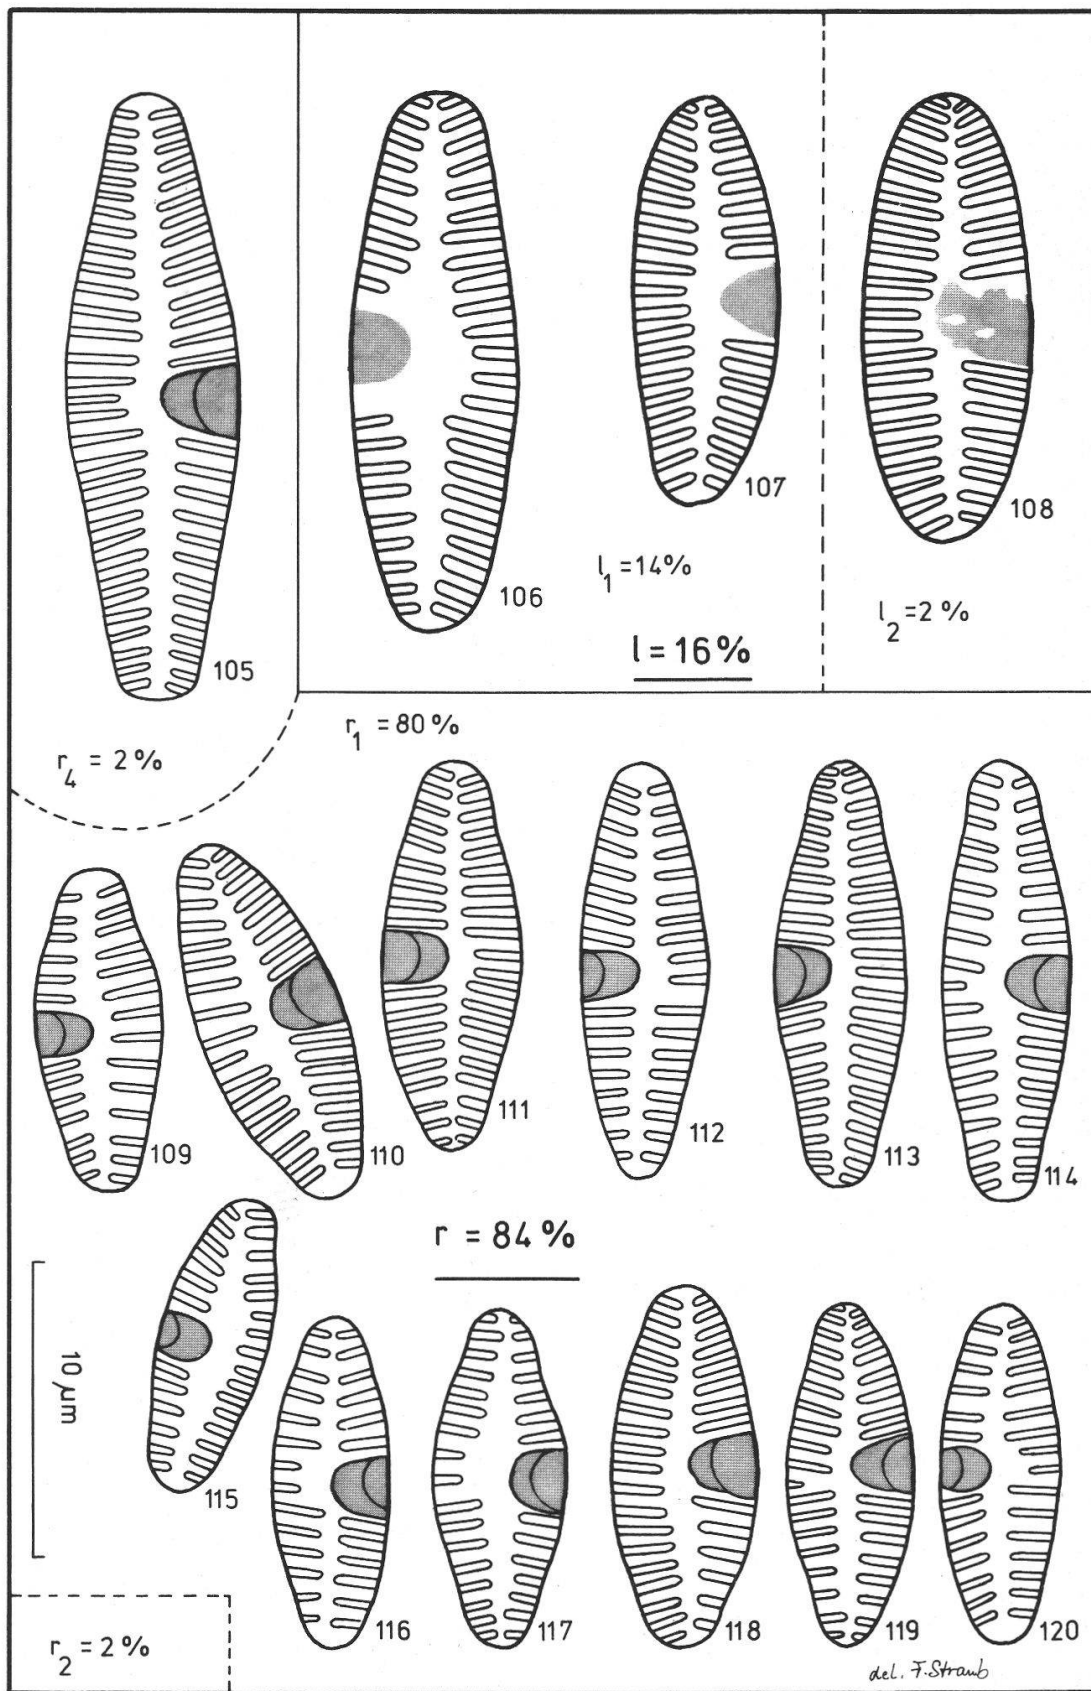 105
r4 = 2%
106
107
l1 = 14%
l = 16%
108
l2 = 2%
r1 = 80%
109
110
111
112
113
114
r = 84%
10 µm
115
116
117
118
119
120
r2 = 2%
del. F. Straub